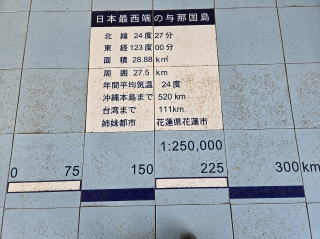 日本最西端の与那国島
北 緯 24度27分
東 経123度00分
面 積 28.88 k㎡
周 囲 27.5 km
年間平均気温 24度
沖縄本島まで 520 km
台湾まで 111km
姉妹都市 花蓮県花蓮市
1:250,000
0 75 150 225 300 km